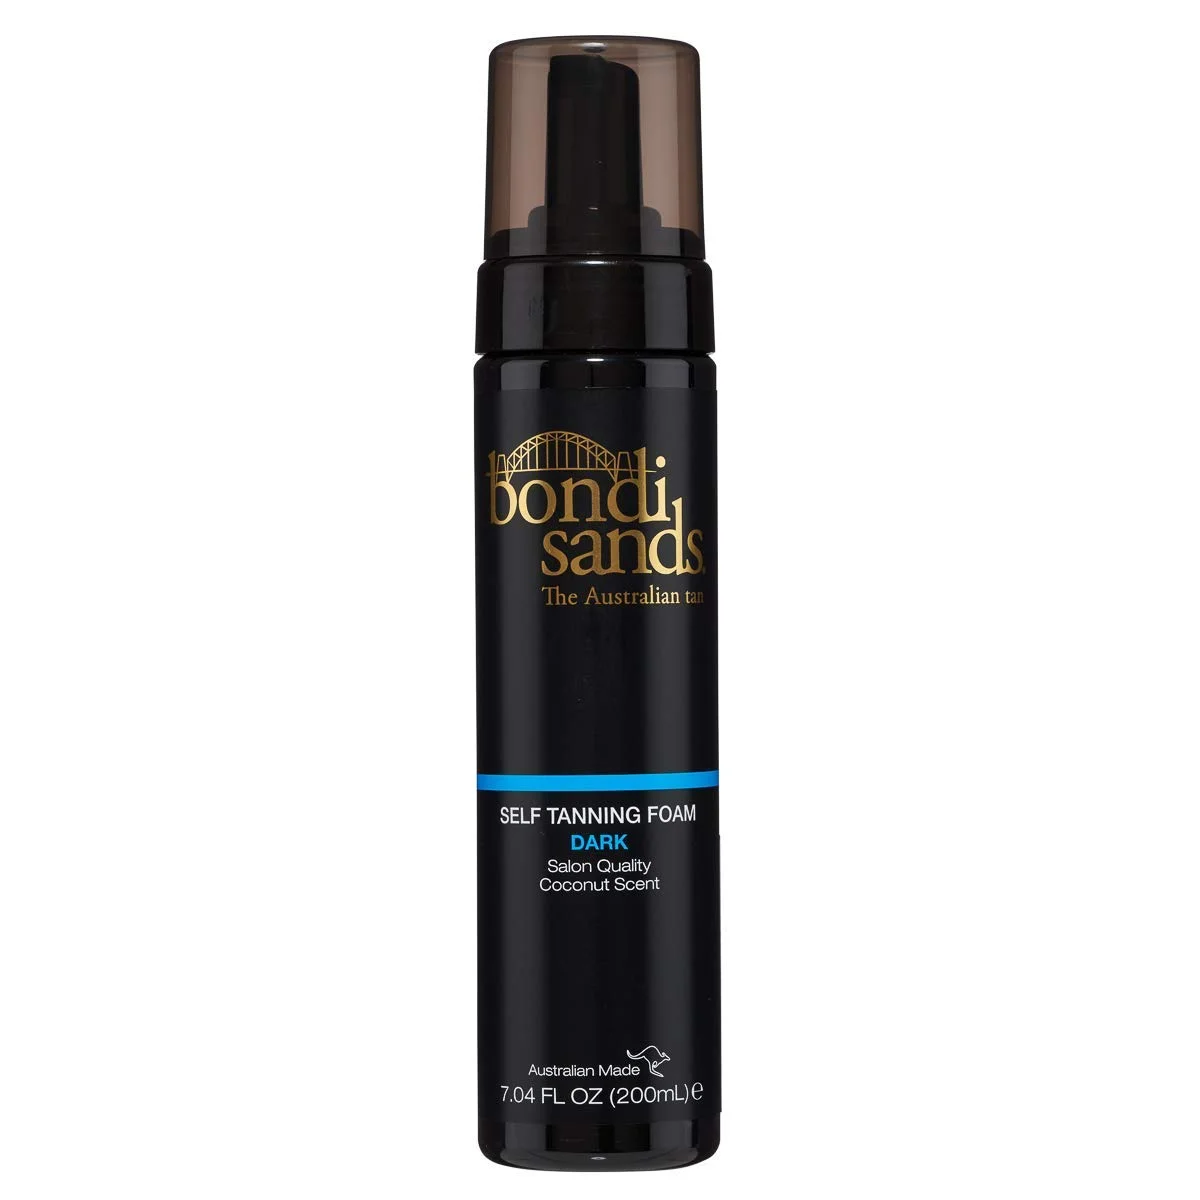 bondi
sands.
The Australian tan
SELF TANNING FOAM
DARK
Salon Quality
Coconut Scent
Australian Made
7.04 FL OZ (200mL) ℮